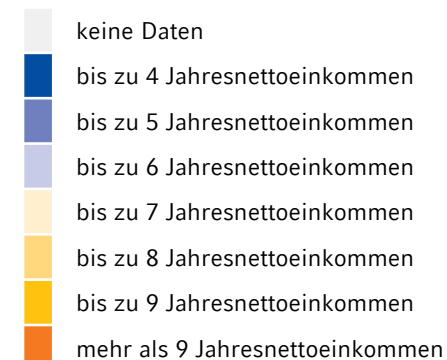 keine Daten
bis zu 4 Jahresnettoeinkommen
bis zu 5 Jahresnettoeinkommen
bis zu 6 Jahresnettoeinkommen
bis zu 7 Jahresnettoeinkommen
bis zu 8 Jahresnettoeinkommen
bis zu 9 Jahresnettoeinkommen
mehr als 9 Jahresnettoeinkommen